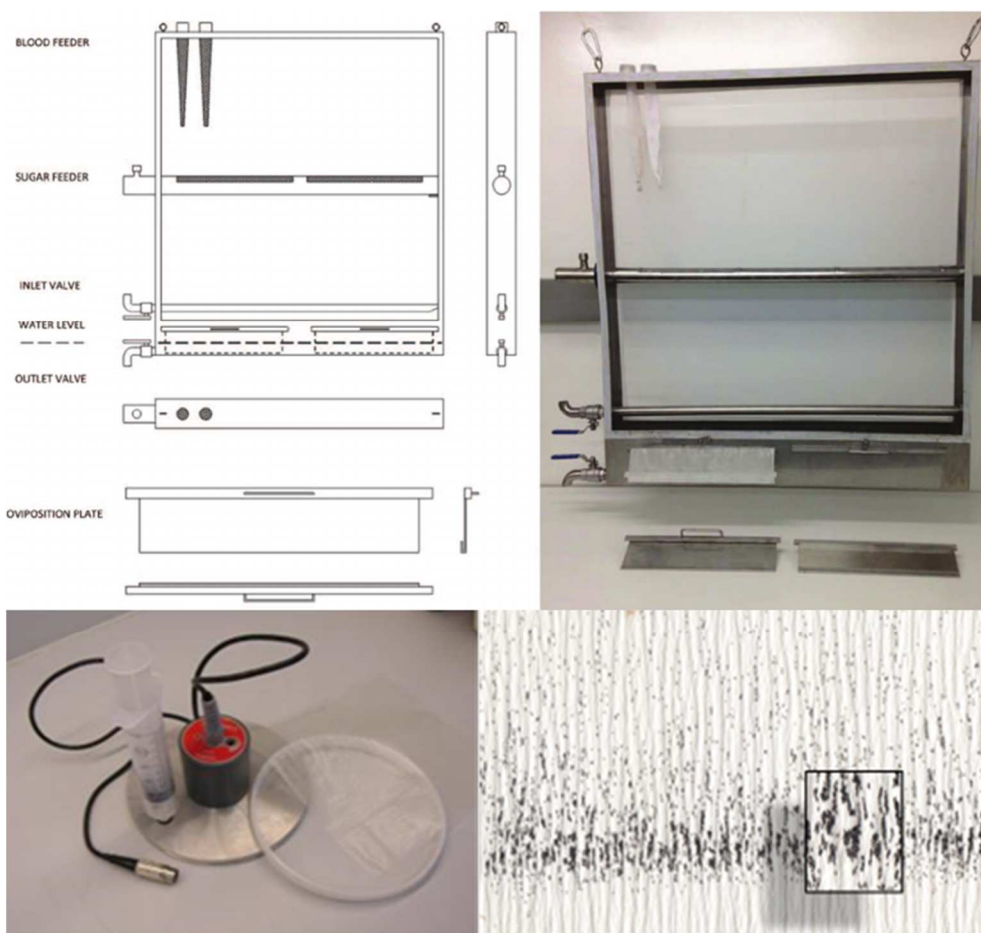 BLOOD FEEDER
SUGAR FEEDER
INLET VALVE
WATER LEVEL
OUTLET VALVE
OVIPOSITION PLATE